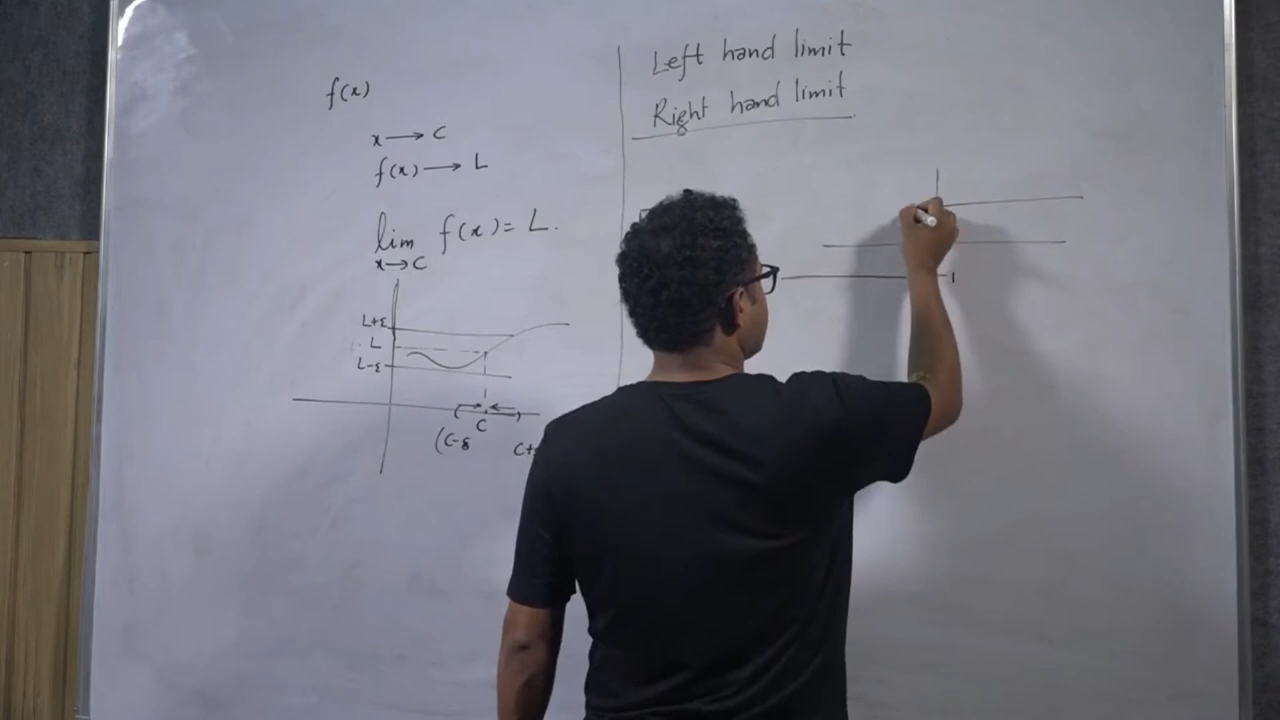 f(x)
x → C
f(x) → L
lim f(x) = L.
x→C
L+ε
L
L-ε
C
(C-δ
Left hand limit
Right hand limit